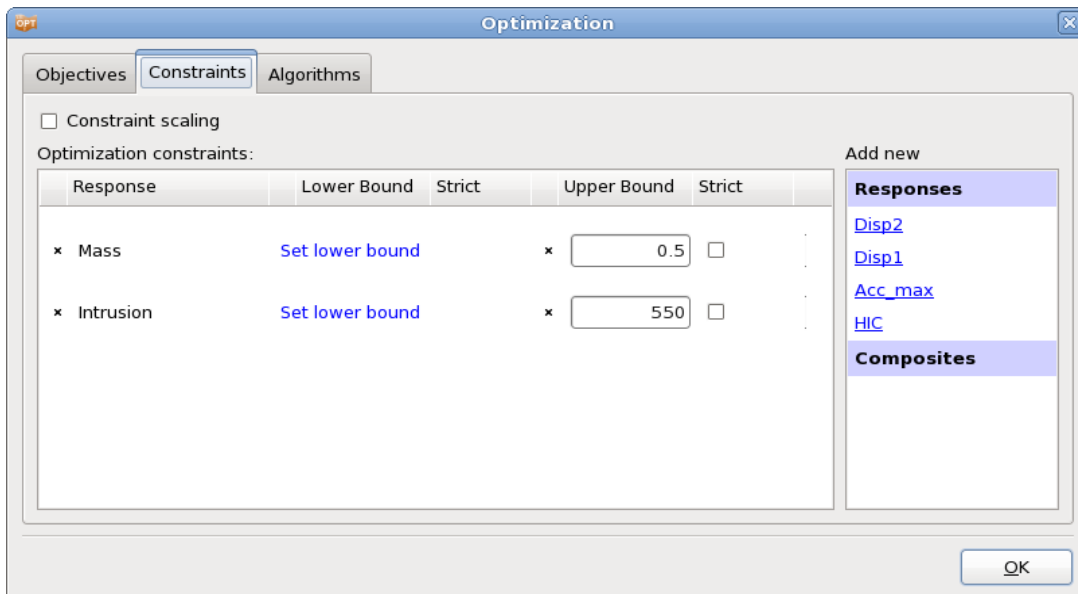 OPT Optimization
Objectives Constraints Algorithms
Constraint scaling
Optimization constraints: Add new
Response Lower Bound Strict Upper Bound Strict Responses
Disp2
Mass Set lower bound 0.5
Disp1
Acc_max
Intrusion Set lower bound 550
HIC
Composites
OK